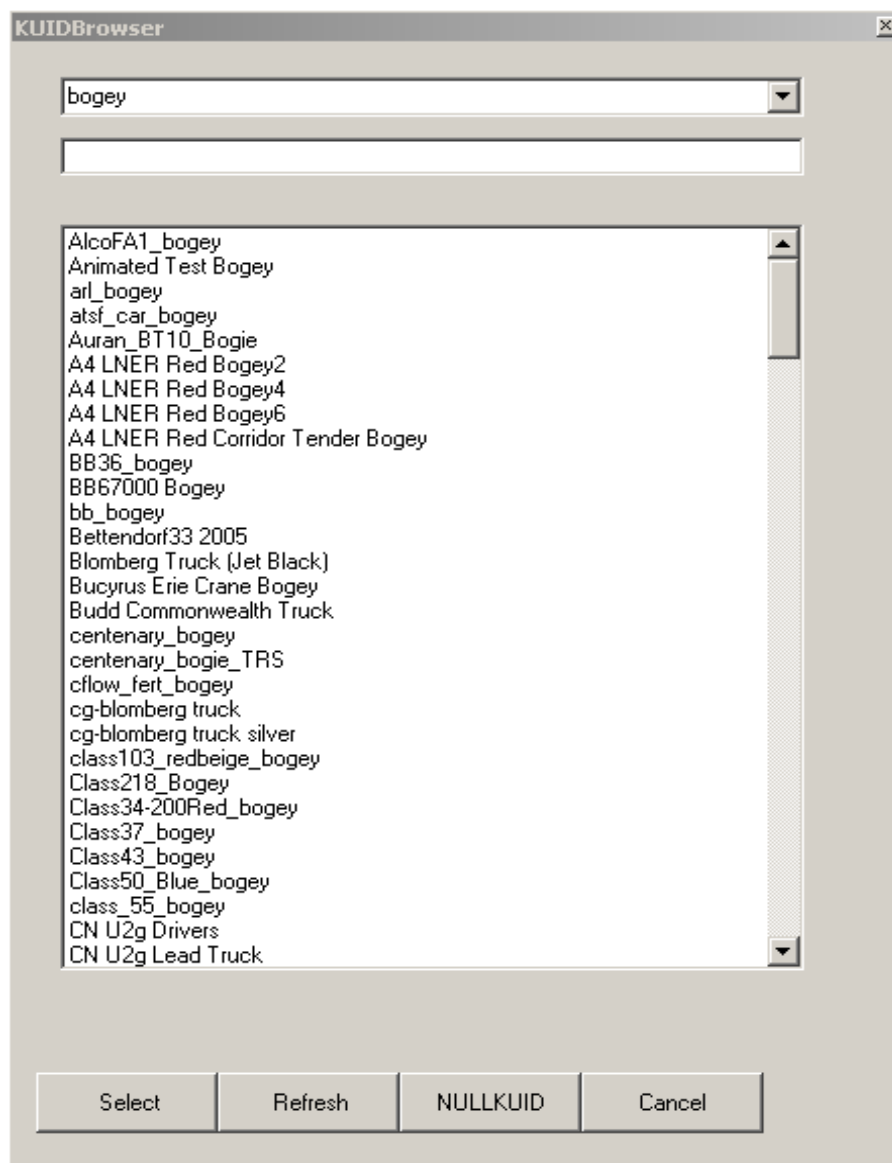 KUIDBrowser
bogey
AlcoFA1_bogey
Animated Test Bogey
arl_bogey
atsf_car_bogey
Auran_BT10_Bogie
A4 LNER Red Bogey2
A4 LNER Red Bogey4
A4 LNER Red Bogey6
A4 LNER Red Corridor Tender Bogey
BB36_bogey
BB67000 Bogey
bb_bogey
Bettendorf33 2005
Blomberg Truck (Jet Black)
Bucyrus Erie Crane Bogey
Budd Commonwealth Truck
centenary_bogey
centenary_bogie_TRS
cflow_fert_bogey
cg-blomberg truck
cg-blomberg truck silver
class103_redbeige_bogey
Class218_Bogey
Class34-200Red_bogey
Class37_bogey
Class43_bogey
Class50_Blue_bogey
class_55_bogey
CN U2g Drivers
CN U2g Lead Truck
Select Refresh NULLKUID Cancel